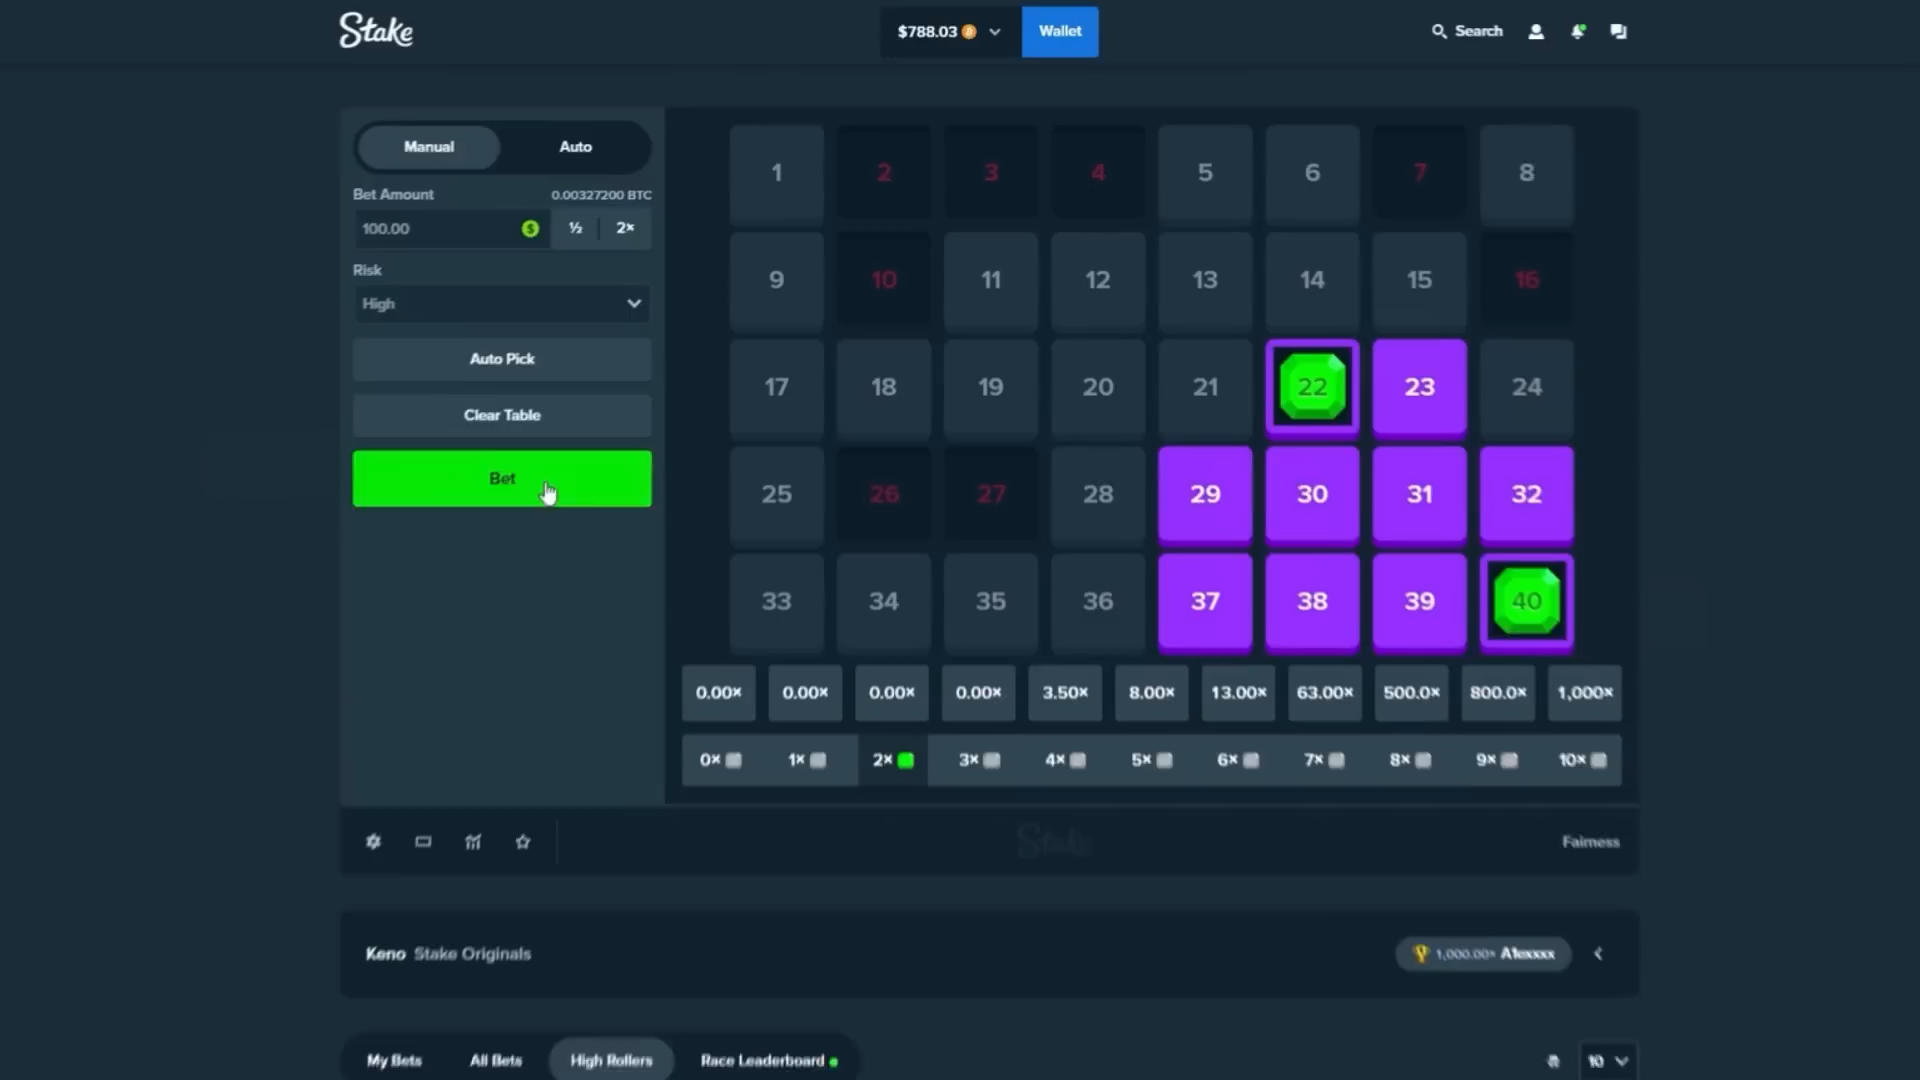 Stake
$788.03
Wallet
Search
Manual
Auto
Bet Amount
0.00327200 BTC
100.00
$
½
2×
Risk
High
Auto Pick
Clear Table
Bet
1 2 3 4 5 6 7 8
9 10 11 12 13 14 15 16
17 18 19 20 21 22 23 24
25 26 27 28 29 30 31 32
33 34 35 36 37 38 39 40
0.00× 0.00× 0.00× 0.00× 3.50× 8.00× 13.00× 63.00× 500.0× 800.0× 1,000×
0× 1× 2× 3× 4× 5× 6× 7× 8× 9× 10×
Stake
Fairness
Keno Stake Originals
1,000.00× A1exxxx
My Bets
All Bets
High Rollers
Race Leaderboard
10